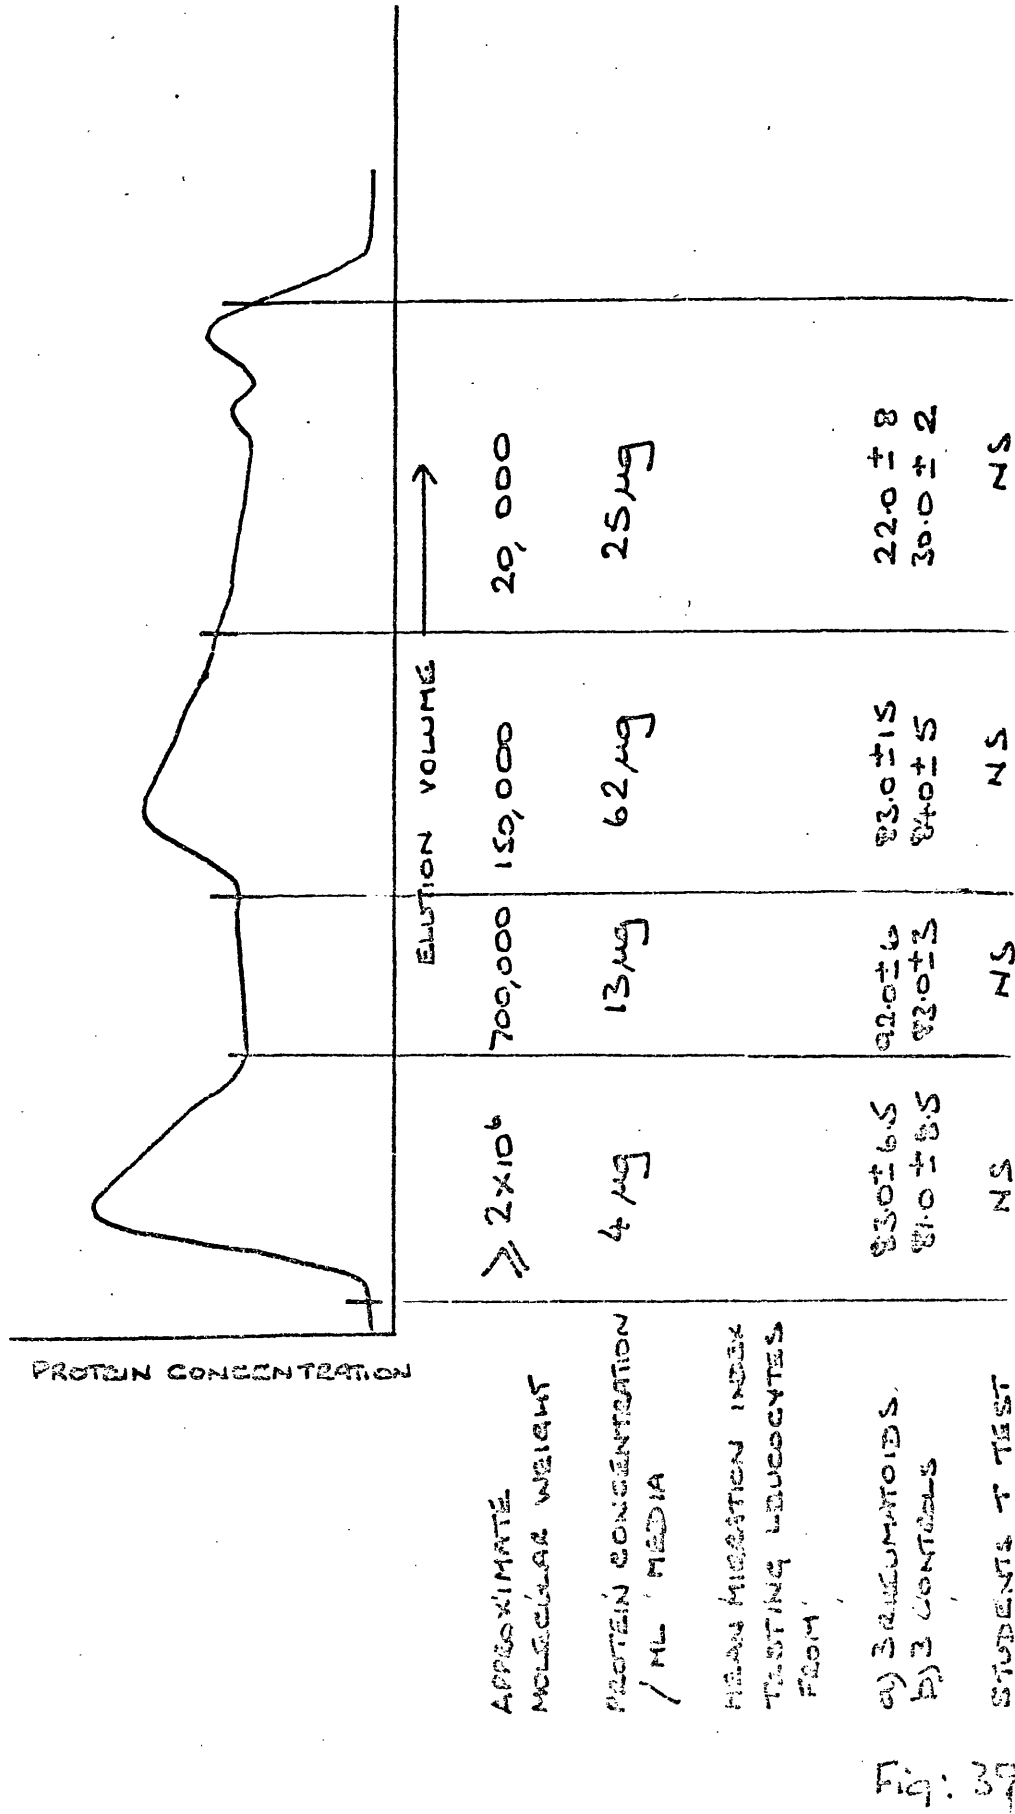 PROTEIN CONCENTRATION
ELUTION VOLUME →
APPROXIMATE
MOLECULAR WEIGHT
⩾ 2×10⁶ 700,000 150,000 20,000
PROTEIN CONCENTRATION
/ML MEDIA
4 µg 13 µg 62 µg 25 µg
MEAN MIGRATION INDEX
TESTING LEUCOCYTES
FROM
a) 3 RHEUMATOIDS. 83.0 ± 6.5 92.0 ± 6 83.0 ± 15 22.0 ± 8
b) 3 CONTROLS 81.0 ± 8.5 83.0 ± 3 84.0 ± 5 30.0 ± 2
STUDENTS T TEST NS NS NS NS
Fig: 39